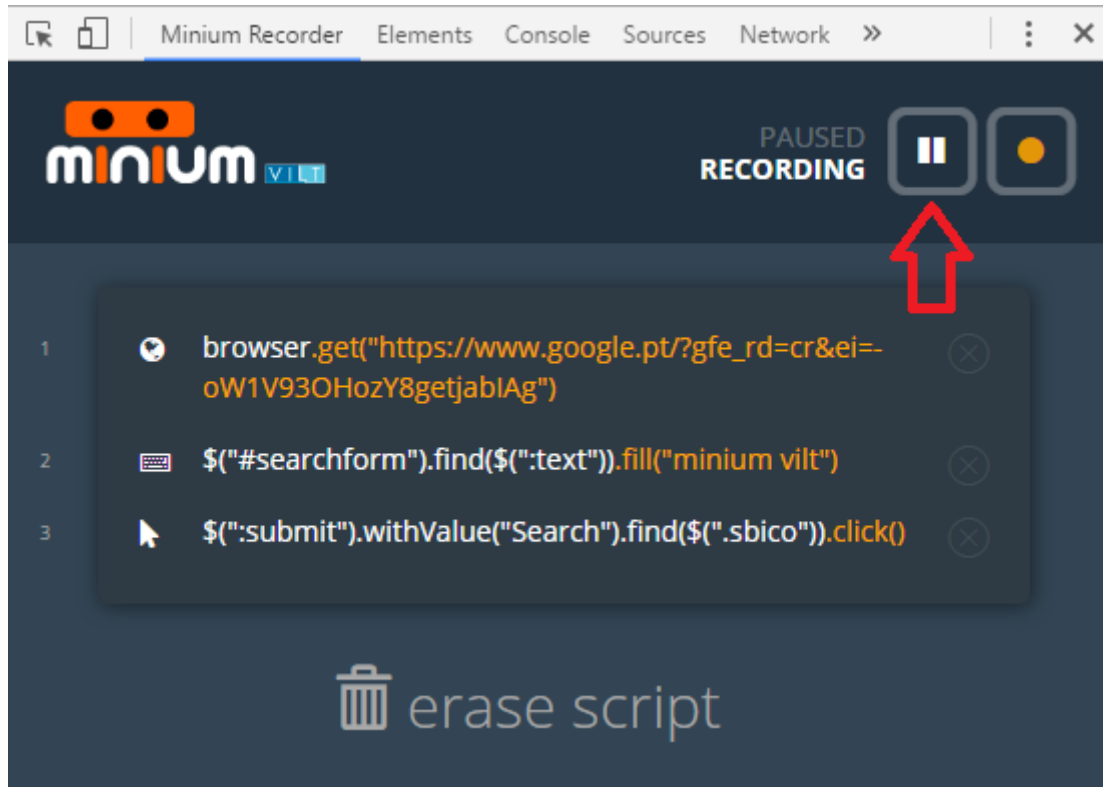 Minium Recorder Elements Console Sources Network »
minium VILT
PAUSED
RECORDING
1 browser.get("https://www.google.pt/?gfe_rd=cr&ei=-
oW1V93OHozY8getjabIAg")
2 $("#searchform").find($(":text")).fill("minium vilt")
3 $(":submit").withValue("Search").find($(".sbico")).click()
erase script